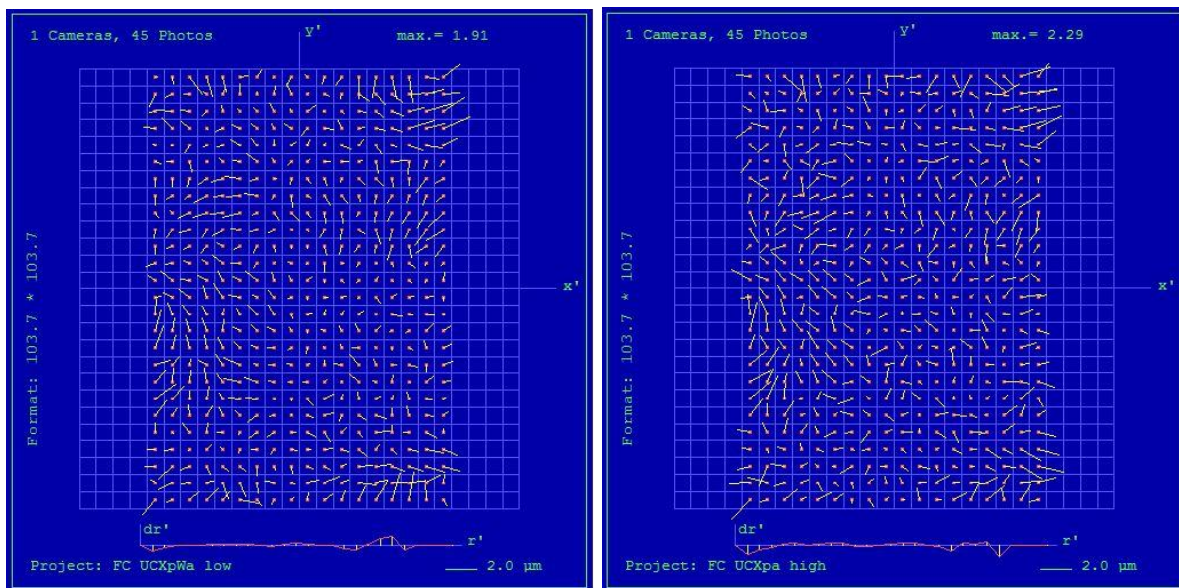 y'
1 Cameras, 45 Photos max.= 1.91
x'
Format: 103.7 * 103.7
dr'
r'
Project: FC UCXpWa low 2.0 µm
y'
1 Cameras, 45 Photos max.= 2.29
x'
Format: 103.7 * 103.7
dr'
r'
Project: FC UCXpa high 2.0 µm